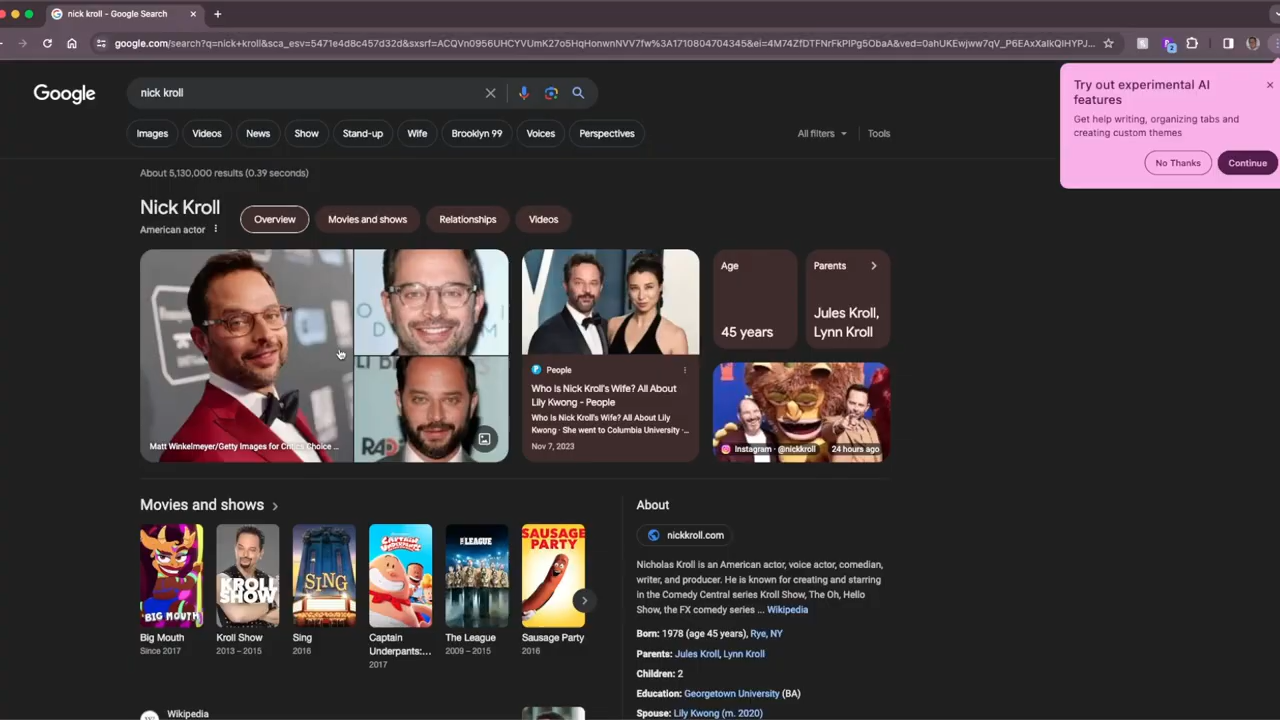 nick kroll - Google Search
google.com/search?q=nick+kroll&sca_esv=5471e4d8c457d32d&sxsrf=ACQVn0956UHCYVUmK27o5HqHonwnNVV7fw%3A1710804704345&ei=4M74ZfDTFNrFkPIPg5ObaA&ved=0ahUKEwjww7qV_P6EAxXaIkQIHYPJ...
Try out experimental AI
features
Get help writing, organizing tabs and
creating custom themes
No Thanks
Continue
Google
nick kroll
Images
Videos
News
Show
Stand-up
Wife
Brooklyn 99
Voices
Perspectives
All filters
Tools
About 5,130,000 results (0.39 seconds)
Nick Kroll
American actor
Overview
Movies and shows
Relationships
Videos
Matt Winkelmeyer/Getty Images for Critics Choice ...
People
Who Is Nick Kroll's Wife? All About
Lily Kwong - People
Who Is Nick Kroll's Wife? All About Lily
Kwong · She went to Columbia University · ...
Nov 7, 2023
Age
45 years
Parents
Jules Kroll,
Lynn Kroll
Instagram · @nickkroll
24 hours ago
Movies and shows
BIG MOUTH
KROLL
SHOW
SING
CAPTAIN
UNDERPANTS
THE LEAGUE
SAUSAGE
PARTY
Big Mouth
Since 2017
Kroll Show
2013 – 2015
Sing
2016
Captain
Underpants:...
2017
The League
2009 – 2015
Sausage Party
2016
Wikipedia
About
nickkroll.com
Nicholas Kroll is an American actor, voice actor, comedian,
writer, and producer. He is known for creating and starring
in the Comedy Central series Kroll Show, The Oh, Hello
Show, the FX comedy series ... Wikipedia
Born: 1978 (age 45 years), Rye, NY
Parents: Jules Kroll, Lynn Kroll
Children: 2
Education: Georgetown University (BA)
Spouse: Lily Kwong (m. 2020)